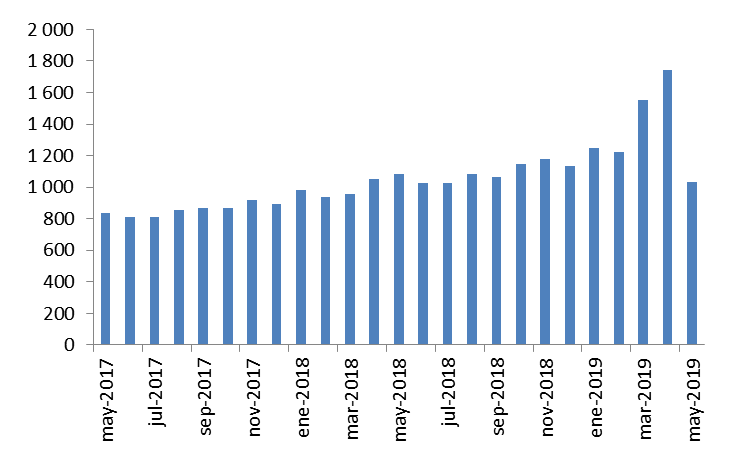 2 000
1 800
1 600
1 400
1 200
1 000
800
600
400
200
0
may-2017
jul-2017
sep-2017
nov-2017
ene-2018
mar-2018
may-2018
jul-2018
sep-2018
nov-2018
ene-2019
mar-2019
may-2019